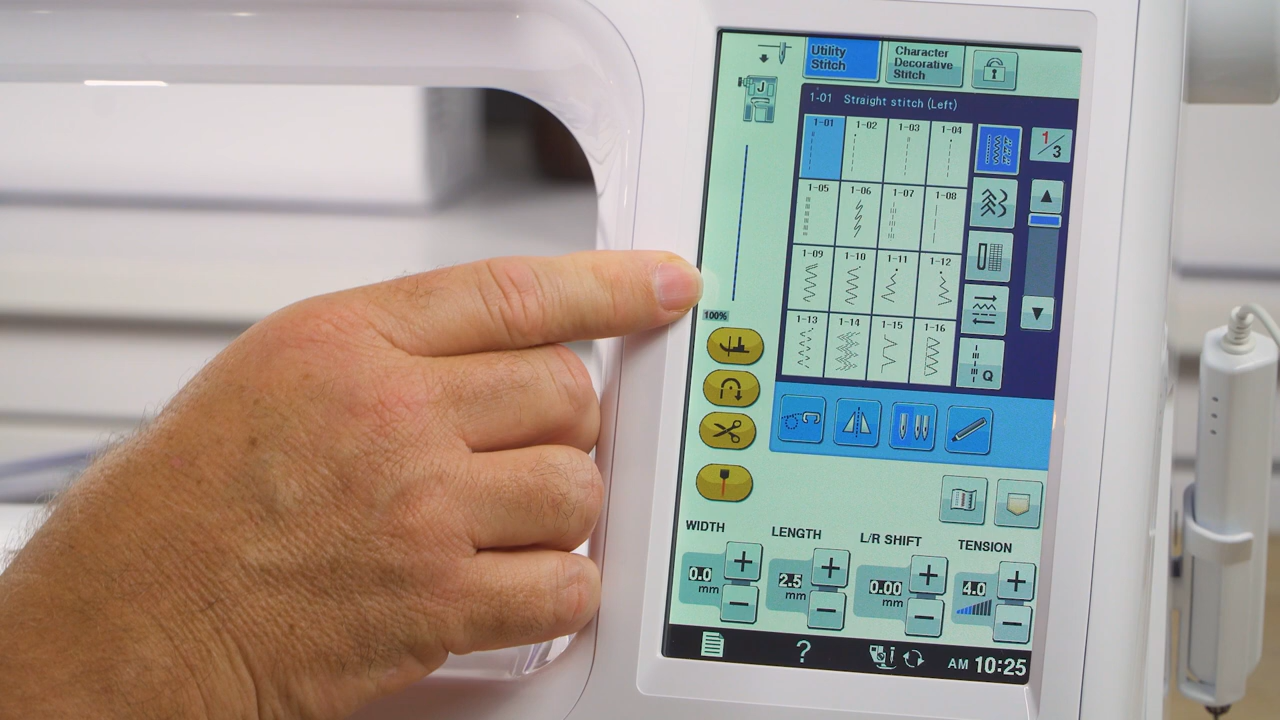 Utility
Stitch
Character
Decorative
Stitch
J
1-01 Straight stitch (Left)
1-01 1-02 1-03 1-04
1/3
1-05 1-06 1-07 1-08
1-09 1-10 1-11 1-12
1-13 1-14 1-15 1-16
Q
100%
WIDTH LENGTH L/R SHIFT TENSION
0.0 mm + −
2.5 mm + −
0.00 mm + −
4.0 + −
? AM 10:25